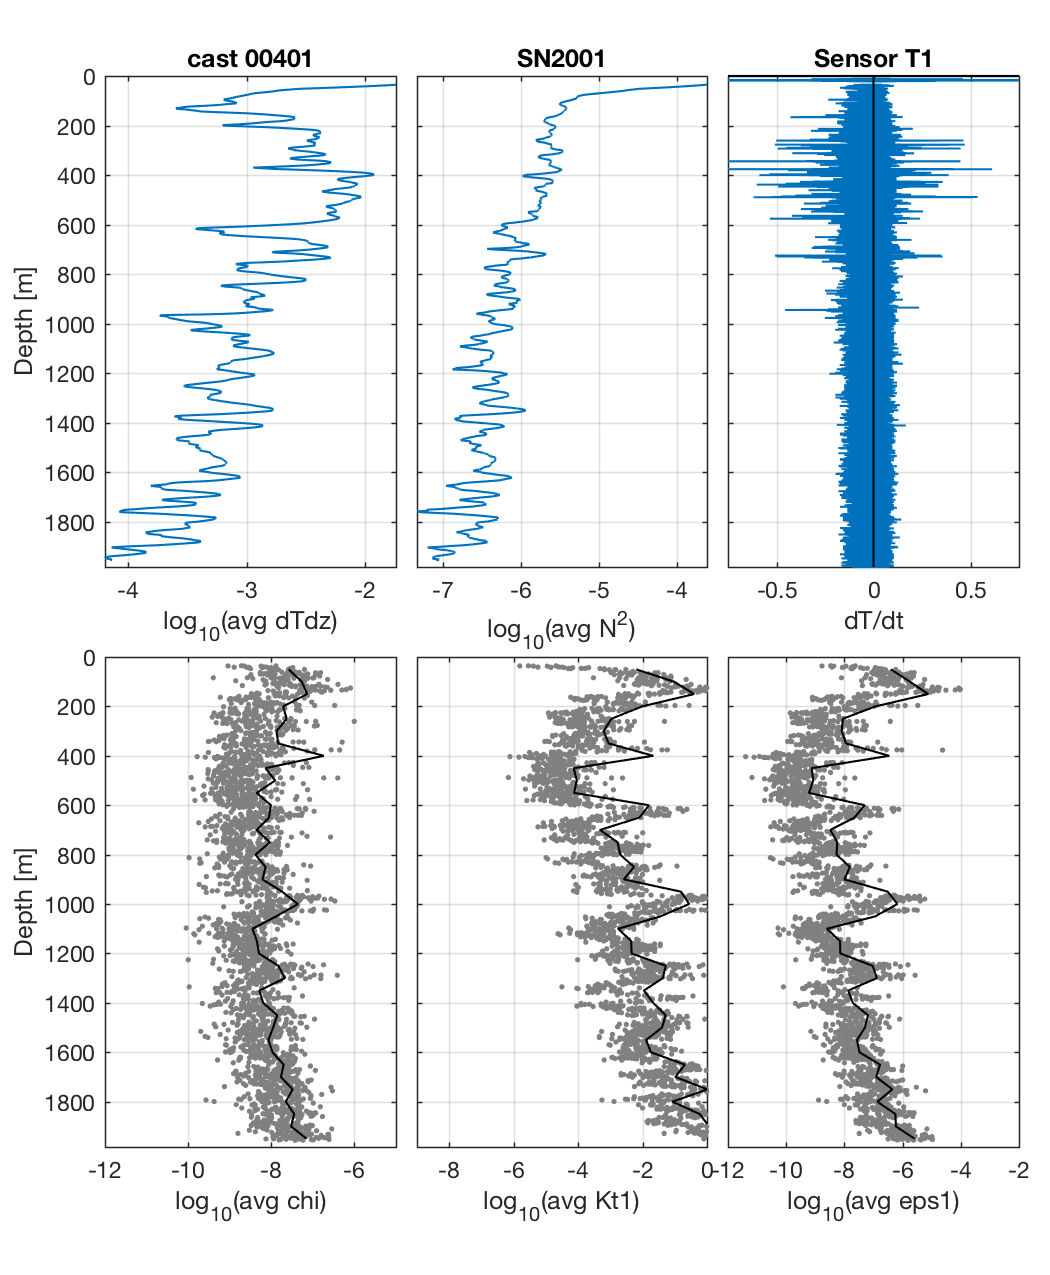 cast 00401 SN2001 Sensor T1
0
200
400
600
800
1000
1200
1400
1600
1800
Depth [m]
-4 -3 -2 -7 -6 -5 -4 -0.5 0 0.5
log10(avg dTdz) log10(avg N2) dT/dt
0
200
400
600
800
1000
1200
1400
1600
1800
Depth [m]
-12 -10 -8 -6 -8 -6 -4 -2 0 -12 -10 -8 -6 -4 -2
log10(avg chi) log10(avg Kt1) log10(avg eps1)